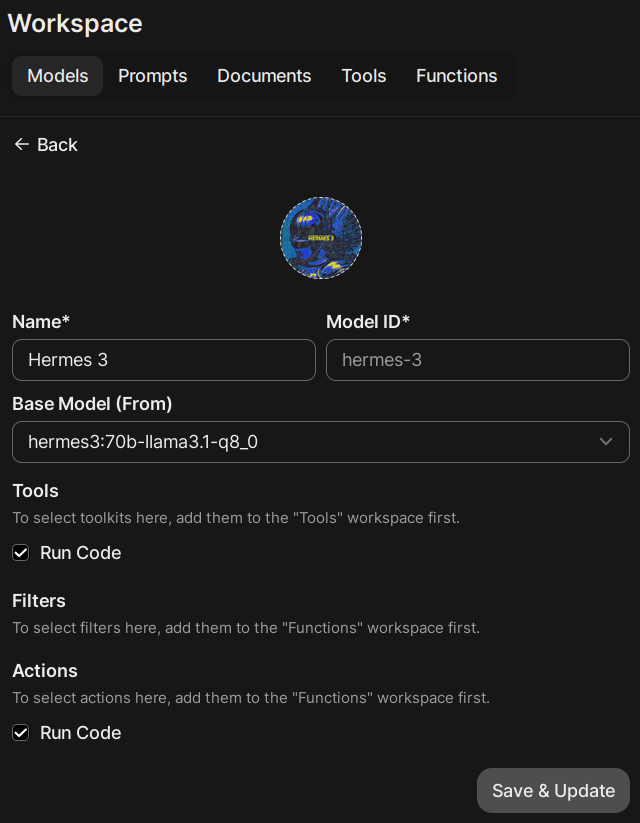 Workspace
Models Prompts Documents Tools Functions
← Back
HERMES 3
Name* Model ID*
Hermes 3 hermes-3
Base Model (From)
hermes3:70b-llama3.1-q8_0
Tools
To select toolkits here, add them to the "Tools" workspace first.
Run Code
Filters
To select filters here, add them to the "Functions" workspace first.
Actions
To select actions here, add them to the "Functions" workspace first.
Run Code
Save & Update